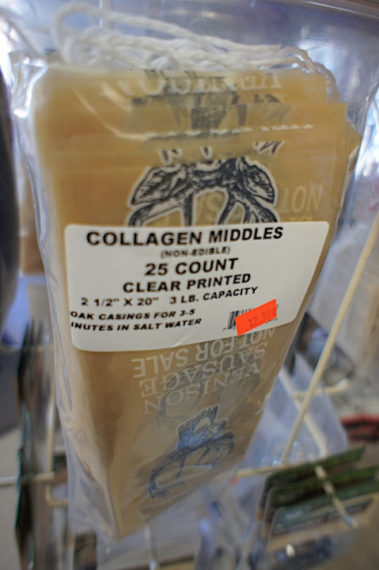 COLLAGEN MIDDLES
(NON-EDIBLE)
25 COUNT
CLEAR PRINTED
2 1/2" X 20" 3 LB. CAPACITY
OAK CASINGS FOR 3-5
INUTES IN SALT WATER
NOT FOR SALE
VENISON
SAUSAGE